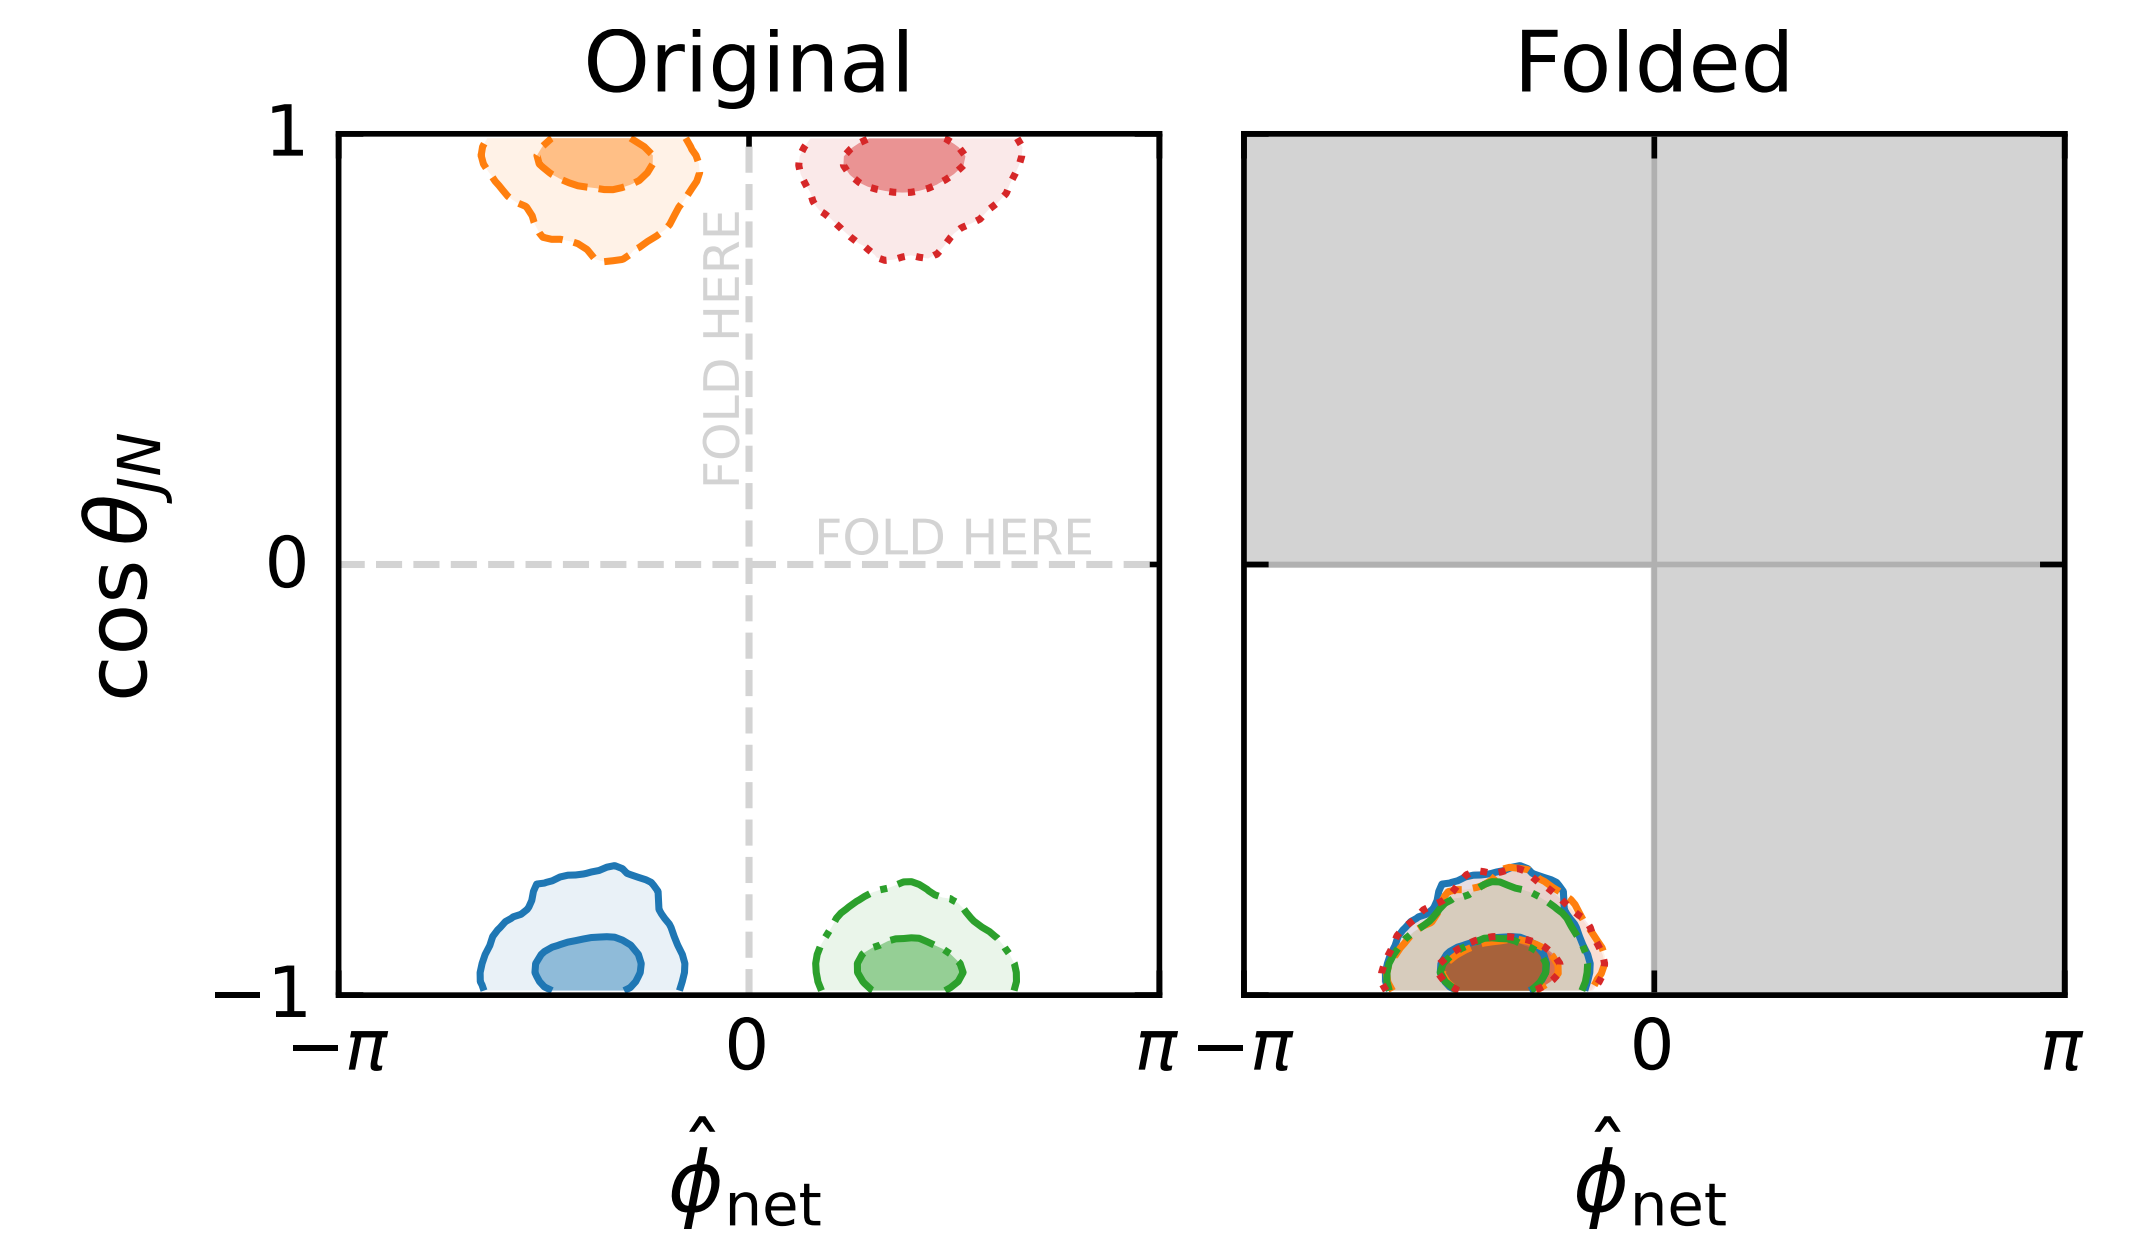 Original
Folded
1
0
−1
cos θ_JN
FOLD HERE
FOLD HERE
−π
0
π
−π
0
π
ϕ̂_net
ϕ̂_net